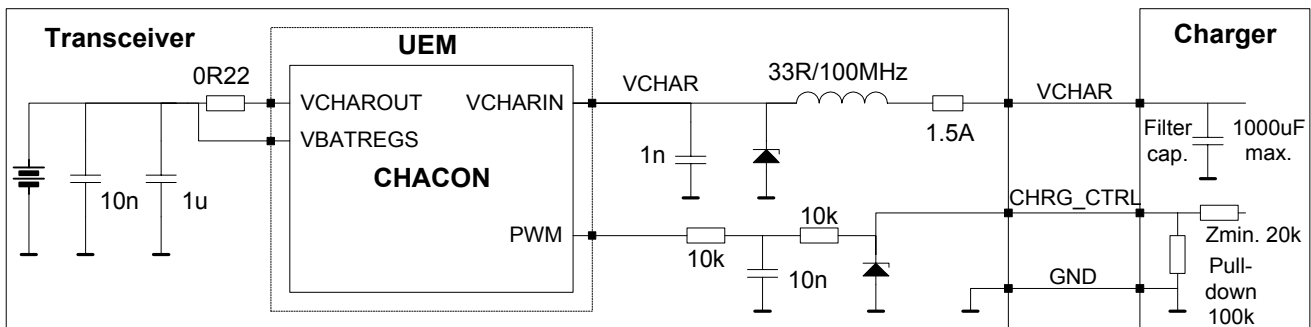 Transceiver
UEM
Charger
0R22
VCHAR
33R/100MHz
VCHAROUT
VCHARIN
VCHAR
VBATREGS
1.5A
Filter
cap.
1000uF
max.
1n
CHACON
10n
1u
CHRG_CTRL
PWM
10k
10k
Zmin. 20k
10n
GND
Pull-
down
100k